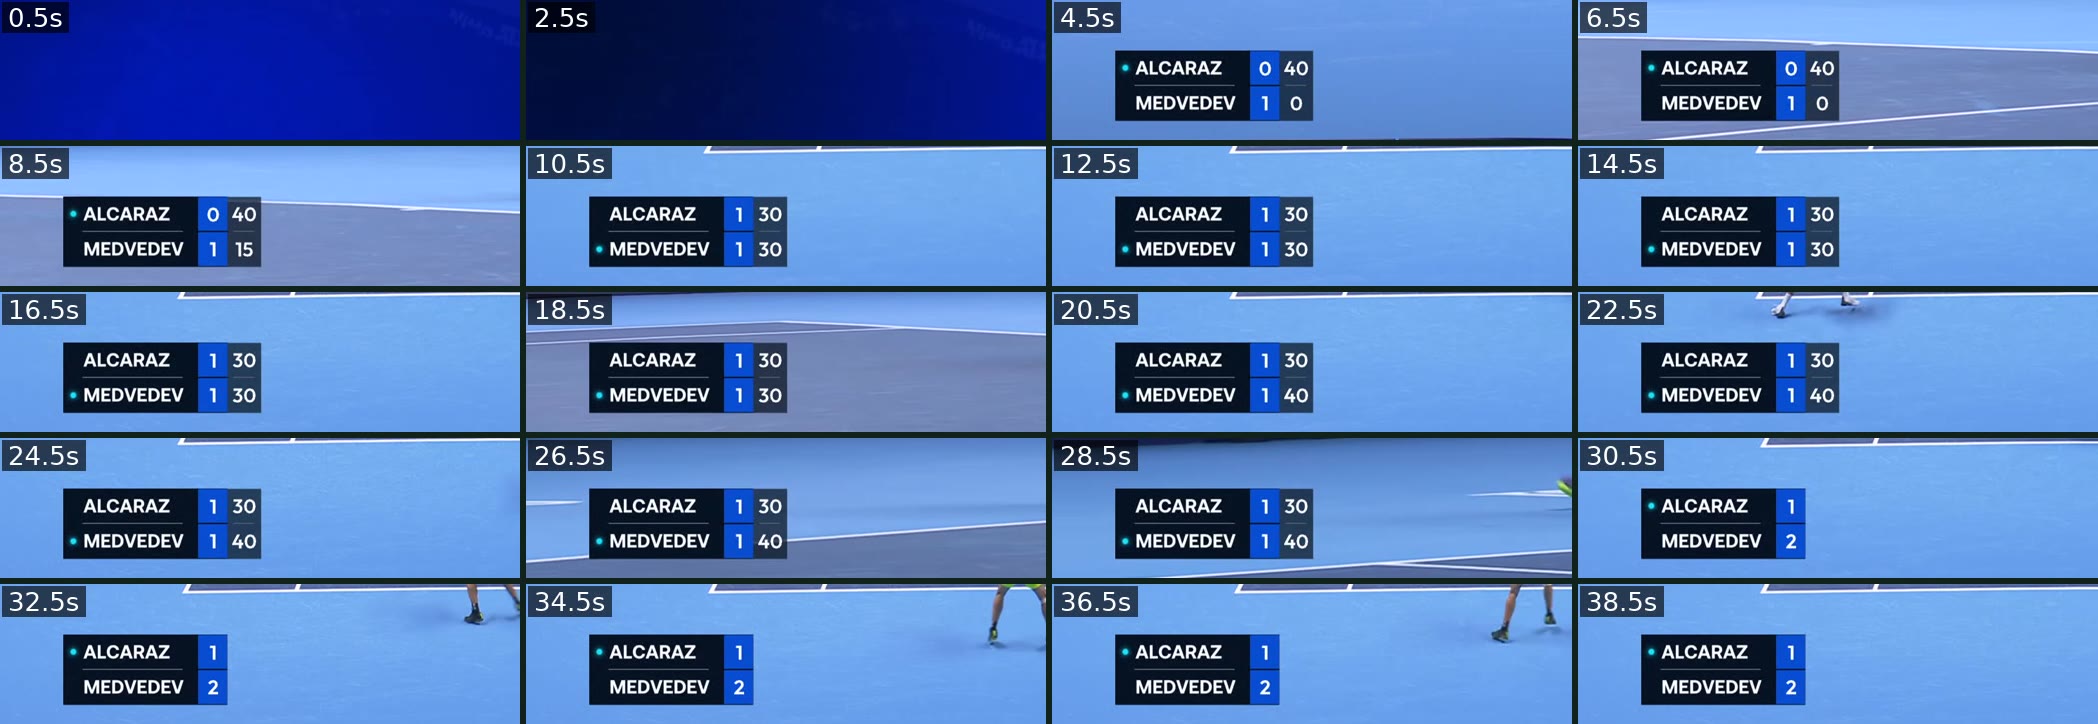 0.5s
2.5s
4.5s
ALCARAZ 0 40
MEDVEDEV 1 0
6.5s
ALCARAZ 0 40
MEDVEDEV 1 0
8.5s
ALCARAZ 0 40
MEDVEDEV 1 15
10.5s
ALCARAZ 1 30
MEDVEDEV 1 30
12.5s
ALCARAZ 1 30
MEDVEDEV 1 30
14.5s
ALCARAZ 1 30
MEDVEDEV 1 30
16.5s
ALCARAZ 1 30
MEDVEDEV 1 30
18.5s
ALCARAZ 1 30
MEDVEDEV 1 30
20.5s
ALCARAZ 1 30
MEDVEDEV 1 40
22.5s
ALCARAZ 1 30
MEDVEDEV 1 40
24.5s
ALCARAZ 1 30
MEDVEDEV 1 40
26.5s
ALCARAZ 1 30
MEDVEDEV 1 40
28.5s
ALCARAZ 1 30
MEDVEDEV 1 40
30.5s
ALCARAZ 1
MEDVEDEV 2
32.5s
ALCARAZ 1
MEDVEDEV 2
34.5s
ALCARAZ 1
MEDVEDEV 2
36.5s
ALCARAZ 1
MEDVEDEV 2
38.5s
ALCARAZ 1
MEDVEDEV 2